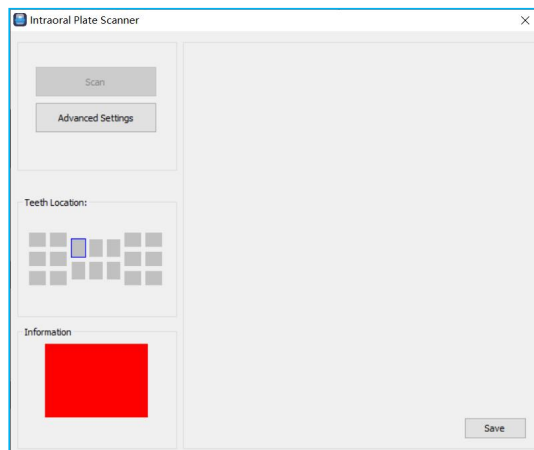 Intraoral Plate Scanner
Scan
Advanced Settings
Teeth Location:
Information
Save